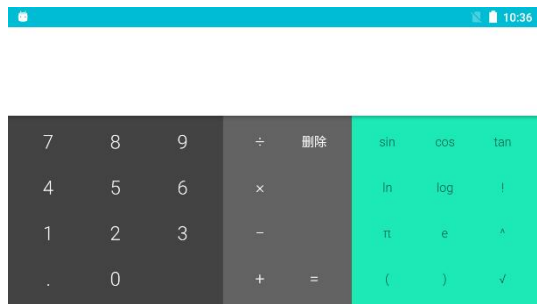 10:36
7 8 9 ÷ 删除 sin cos tan
4 5 6 × ln log !
1 2 3 − π e ^
. 0 + = ( ) √